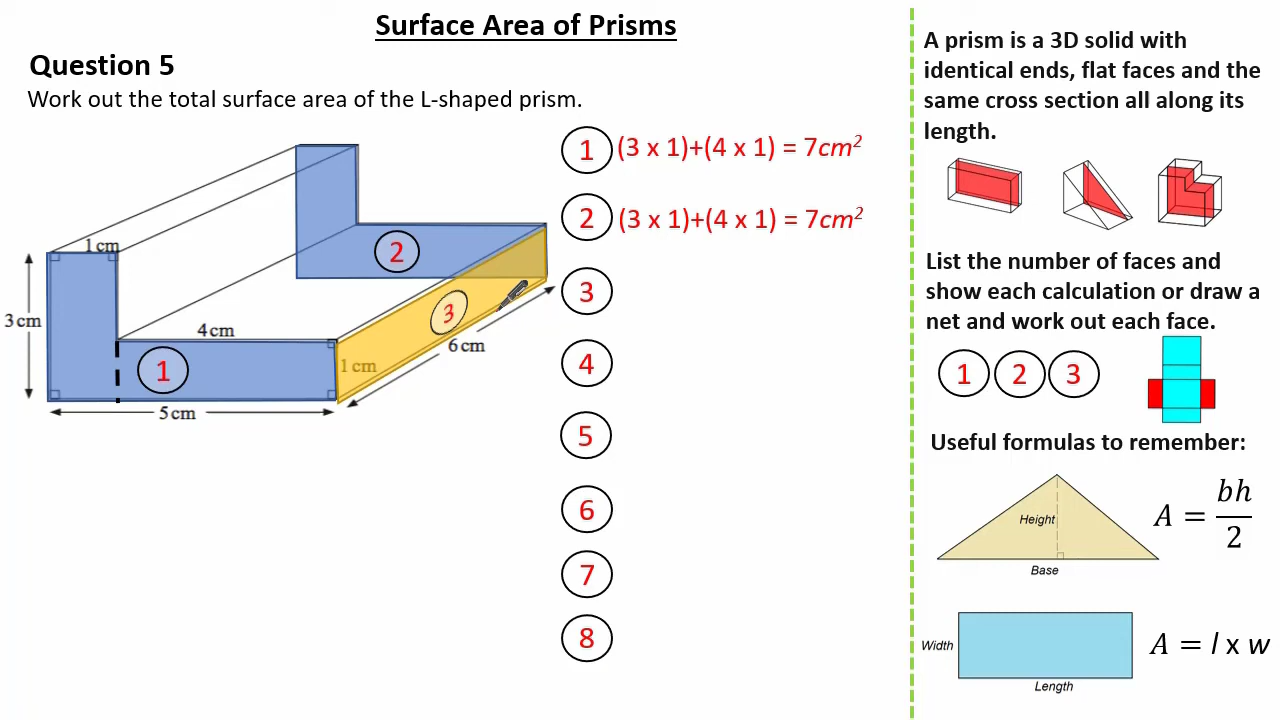 Surface Area of Prisms
Question 5
Work out the total surface area of the L-shaped prism.
1cm
3cm
4cm
1cm
5cm
6cm
1
2
3
1 (3 x 1)+(4 x 1) = 7cm²
2 (3 x 1)+(4 x 1) = 7cm²
3
4
5
6
7
8
A prism is a 3D solid with
identical ends, flat faces and the
same cross section all along its
length.
List the number of faces and
show each calculation or draw a
net and work out each face.
1 2 3
Useful formulas to remember:
Height
Base
A = bh/2
Width
Length
A = l x w